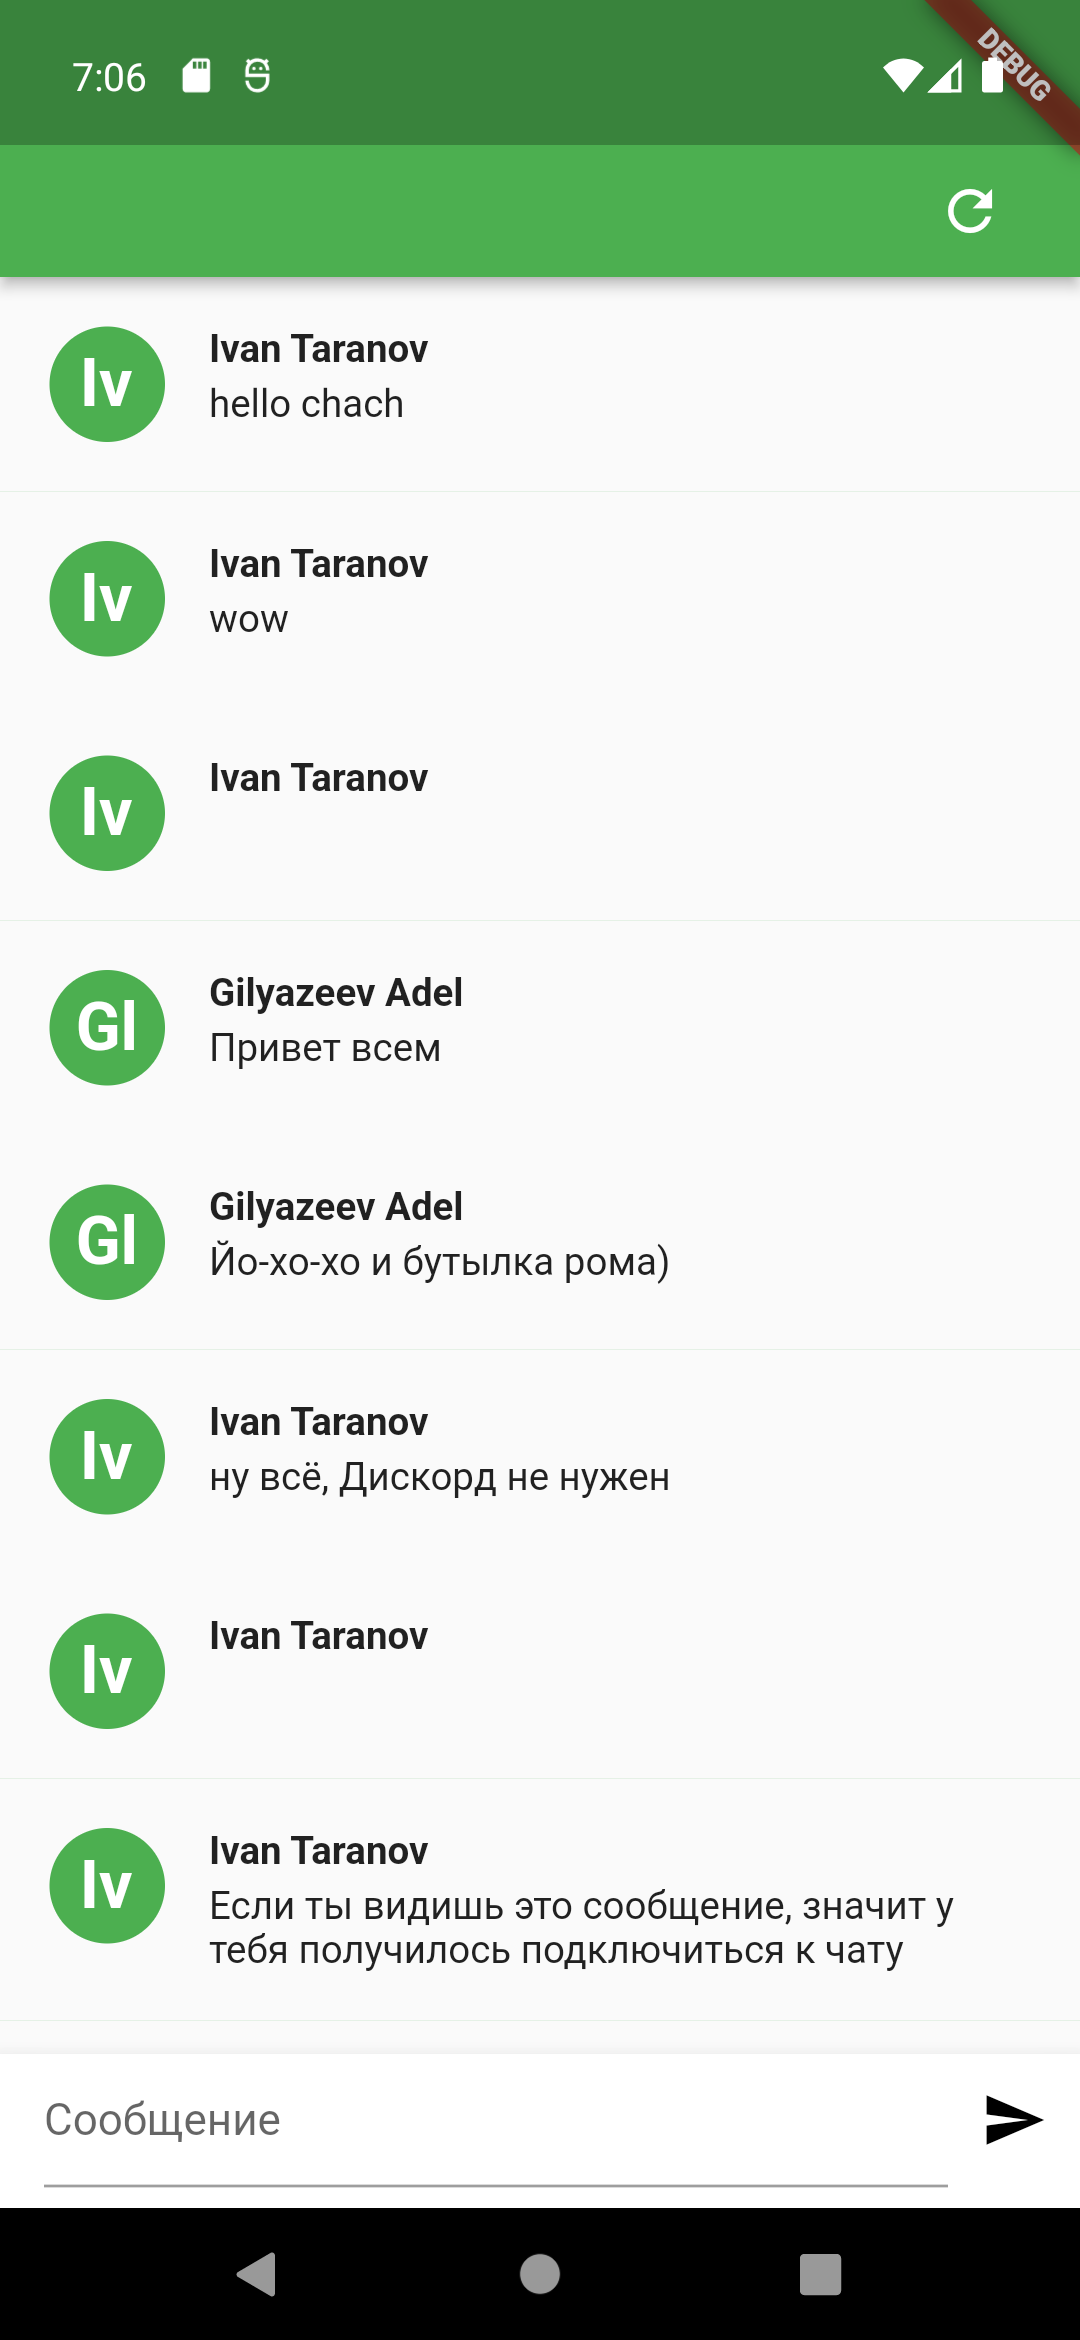 7:06
DEBUG
Iv
Ivan Taranov
hello chach
Iv
Ivan Taranov
wow
Iv
Ivan Taranov
Gl
Gilyazeev Adel
Привет всем
Gl
Gilyazeev Adel
Йо-хо-хо и бутылка рома)
Iv
Ivan Taranov
ну всё, Дискорд не нужен
Iv
Ivan Taranov
Iv
Ivan Taranov
Если ты видишь это сообщение, значит у
тебя получилось подключиться к чату
Сообщение